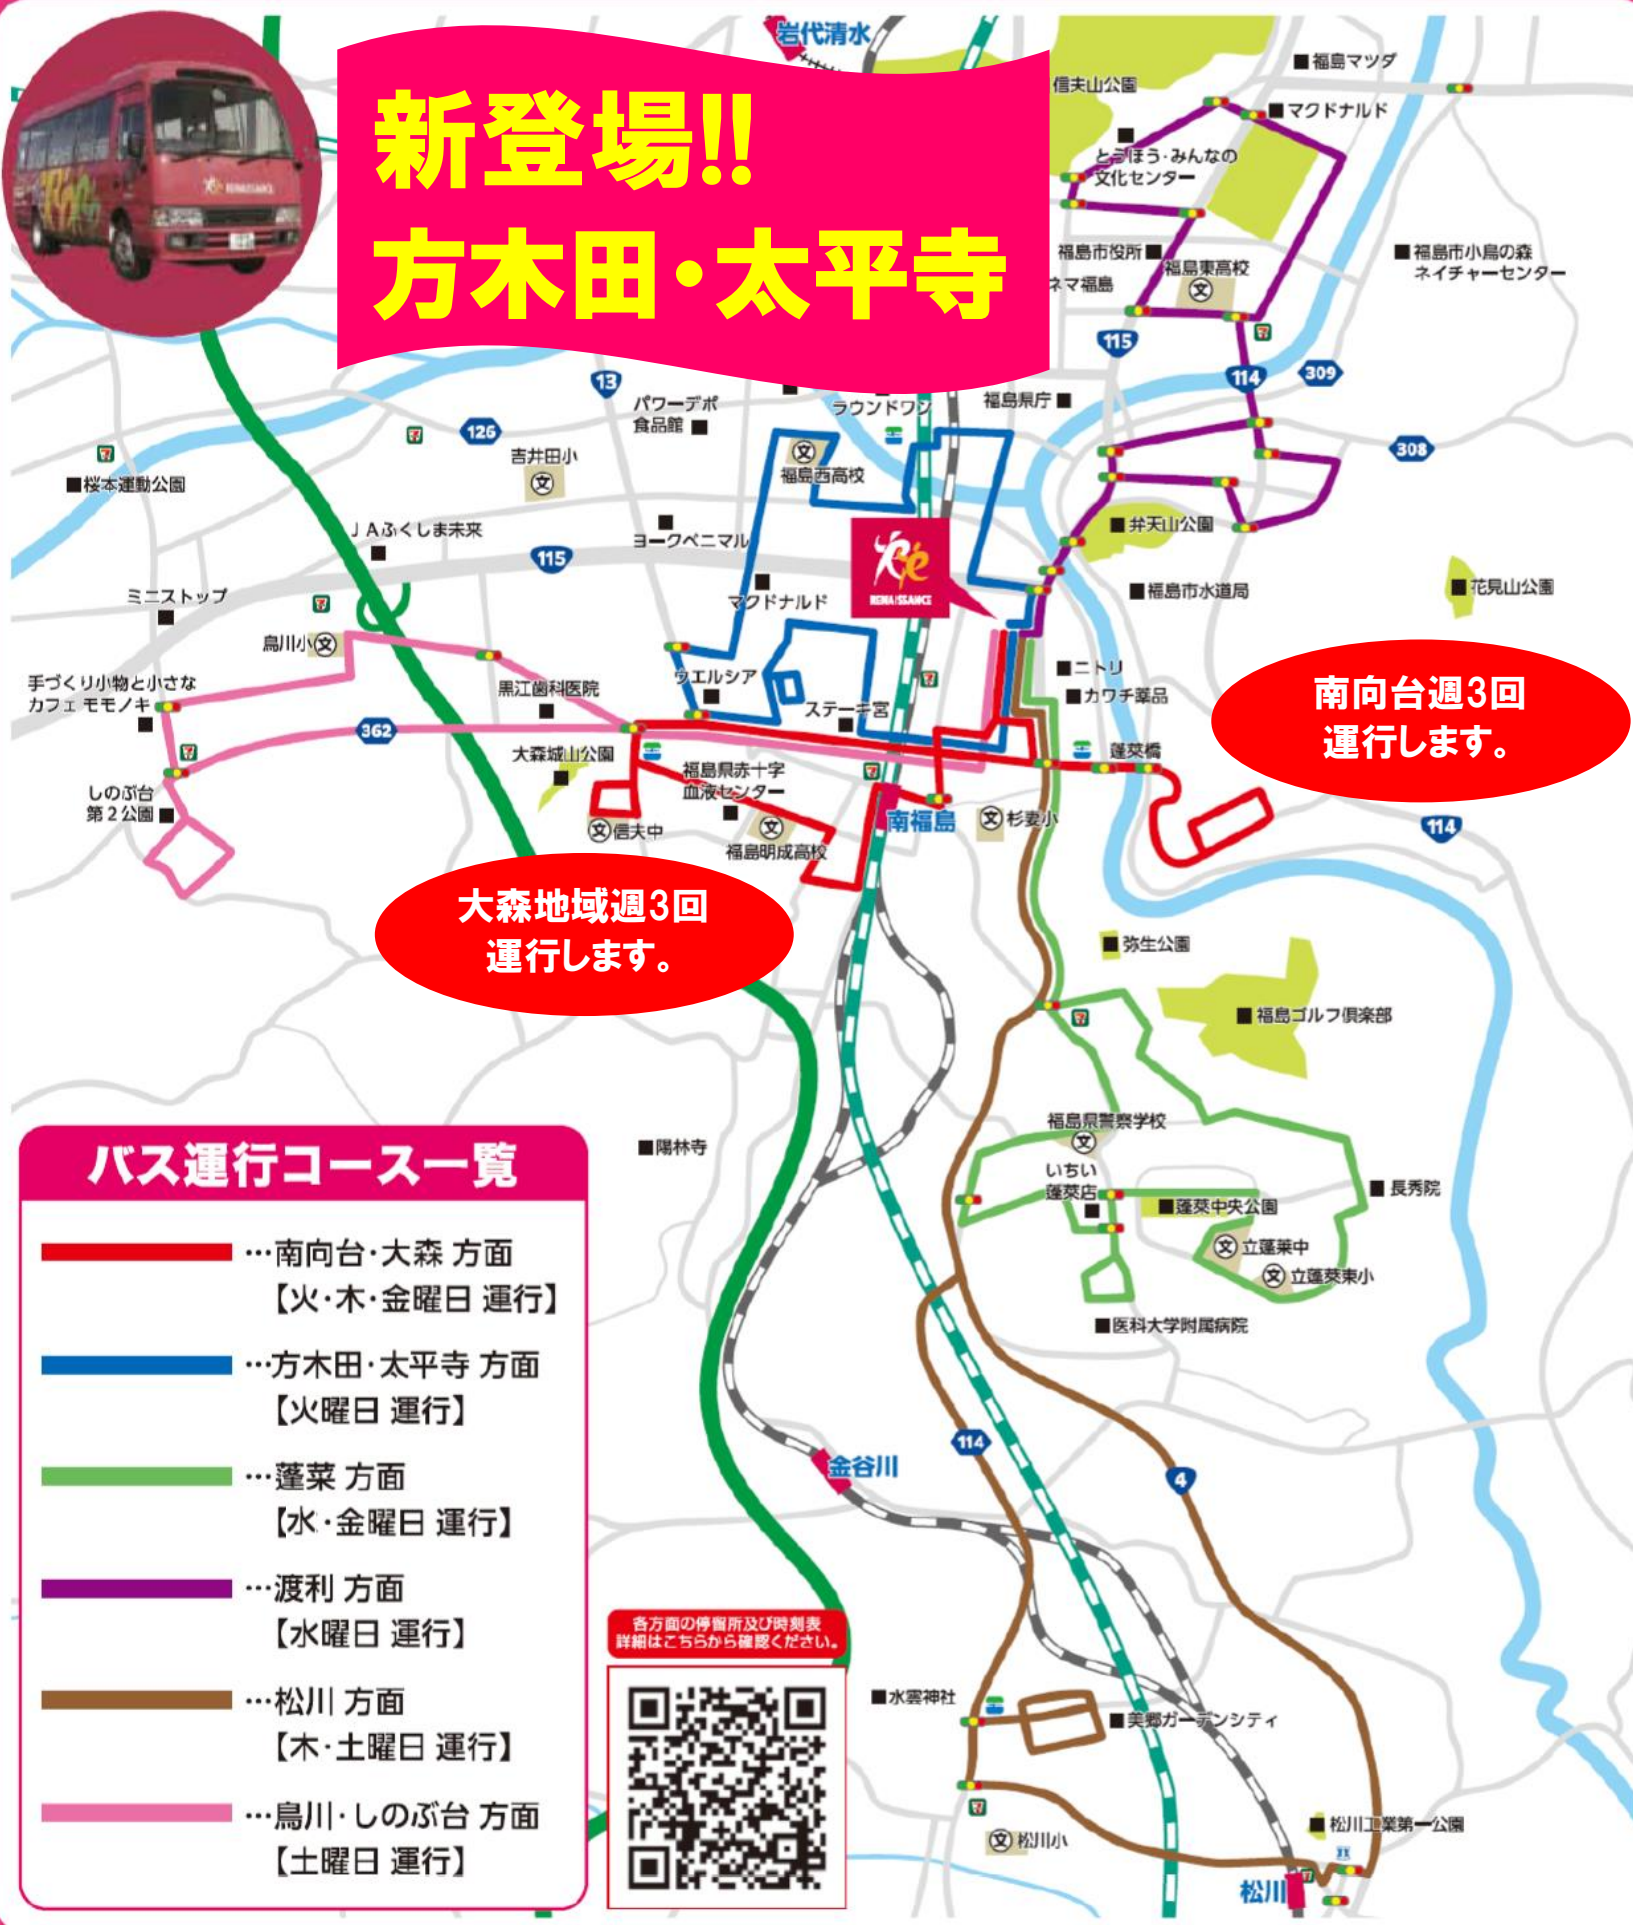 岩代清水
新登場!!
方木田・太平寺
RENAISSANCE
信夫山公園
福島マツダ
マクドナルド
とうほう・みんなの
文化センター
福島市役所
福島東高校
ネマ福島
福島市小鳥の森
ネイチャーセンター
115
114
309
308
13
126
パワーデポ
食品館
ラウンドワン
福島県庁
吉井田小
文
福島西高校
桜本運動公園
JAふくしま未来
ヨークベニマル
115
弁天山公園
RENAISSANCE
ミニストップ
マクドナルド
福島市水道局
花見山公園
鳥川小
手づくり小物と小さな
カフェ モモノキ
黒江歯科医院
ウエルシア
ステーキ宮
ニトリ
カワチ薬品
南向台週3回
運行します。
362
大森城山公園
福島県赤十字
血液センター
蓬莱橋
しのぶ台
第2公園
信夫中
福島明成高校
南福島
杉妻小
114
大森地域週3回
運行します。
弥生公園
福島ゴルフ倶楽部
福島県警察学校
いちい
蓬莱店
蓬莱中央公園
長秀院
立蓬莱中
立蓬莱東小
医科大学附属病院
陽林寺
バス運行コース一覧
…南向台・大森 方面
【火・木・金曜日 運行】
…方木田・太平寺 方面
【火曜日 運行】
…蓬莱 方面
【水・金曜日 運行】
…渡利 方面
【水曜日 運行】
…松川 方面
【木・土曜日 運行】
…鳥川・しのぶ台 方面
【土曜日 運行】
114
4
金谷川
各方面の停留所及び時刻表
詳細はこちらから確認ください。
水雲神社
美郷ガーデンシティ
松川小
松川工業第一公園
松川